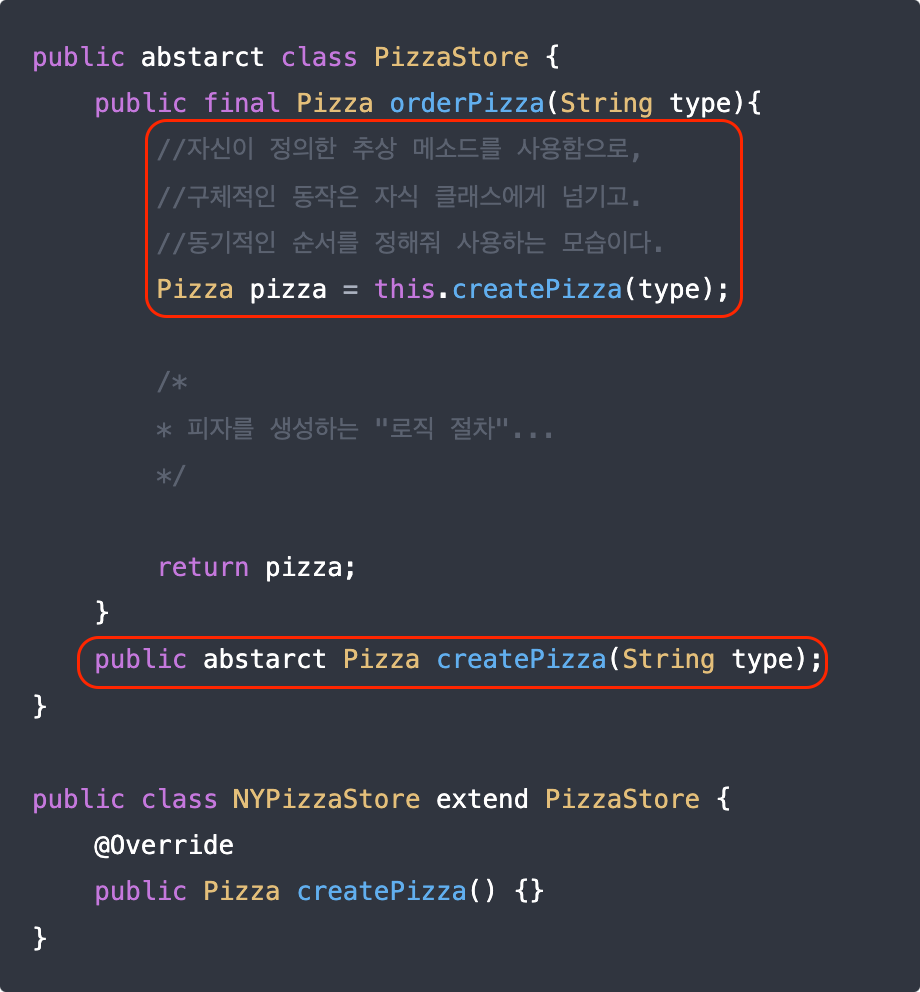 public abstarct class PizzaStore {
public final Pizza orderPizza(String type){
//자신이 정의한 추상 메소드를 사용함으로,
//구체적인 동작은 자식 클래스에게 넘기고.
//동기적인 순서를 정해줘 사용하는 모습이다.
Pizza pizza = this.createPizza(type);
/*
* 피자를 생성하는 "로직 절차"...
*/
return pizza;
}
public abstarct Pizza createPizza(String type);
}
public class NYPizzaStore extend PizzaStore {
@Override
public Pizza createPizza() {}
}